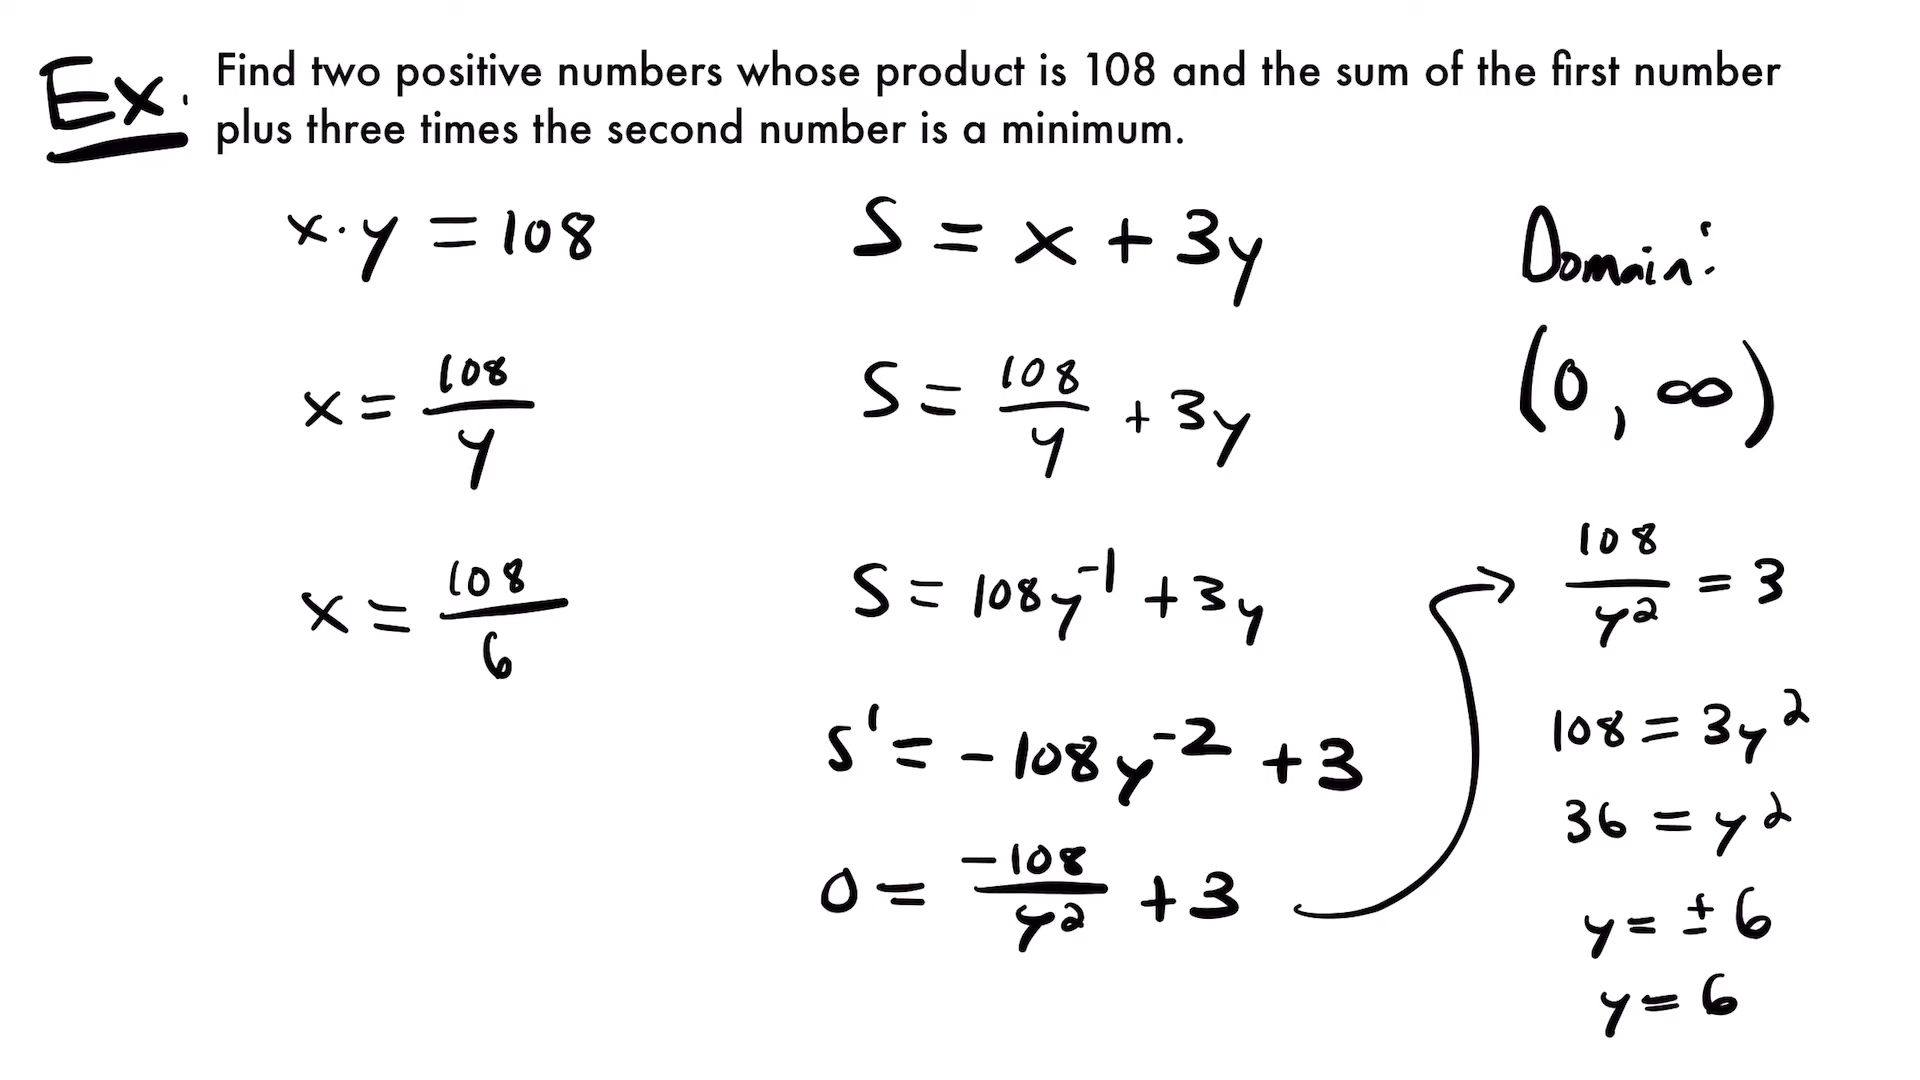 Ex. Find two positive numbers whose product is 108 and the sum of the first number
plus three times the second number is a minimum.
x·y = 108
x = 108/y
x = 108/6
S = x + 3y
S = 108/y + 3y
S = 108y⁻¹ + 3y
S' = -108y⁻² + 3
0 = -108/y² + 3
Domain:
(0, ∞)
108/y² = 3
108 = 3y²
36 = y²
y = ± 6
y = 6